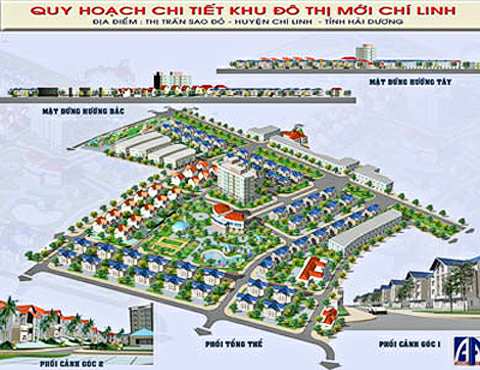 QUY HOẠCH CHI TIẾT KHU ĐÔ THỊ MỚI CHÍ LINH
ĐỊA ĐIỂM : THỊ TRẤN SAO ĐỎ - HUYỆN CHÍ LINH - TỈNH HẢI DƯƠNG
MẶT ĐỨNG HƯỚNG TÂY
MẶT ĐỨNG HƯỚNG BẮC
PHỐI TỔNG THỂ
PHỐI CẢNH GÓC 1
PHỐI CẢNH GÓC 2